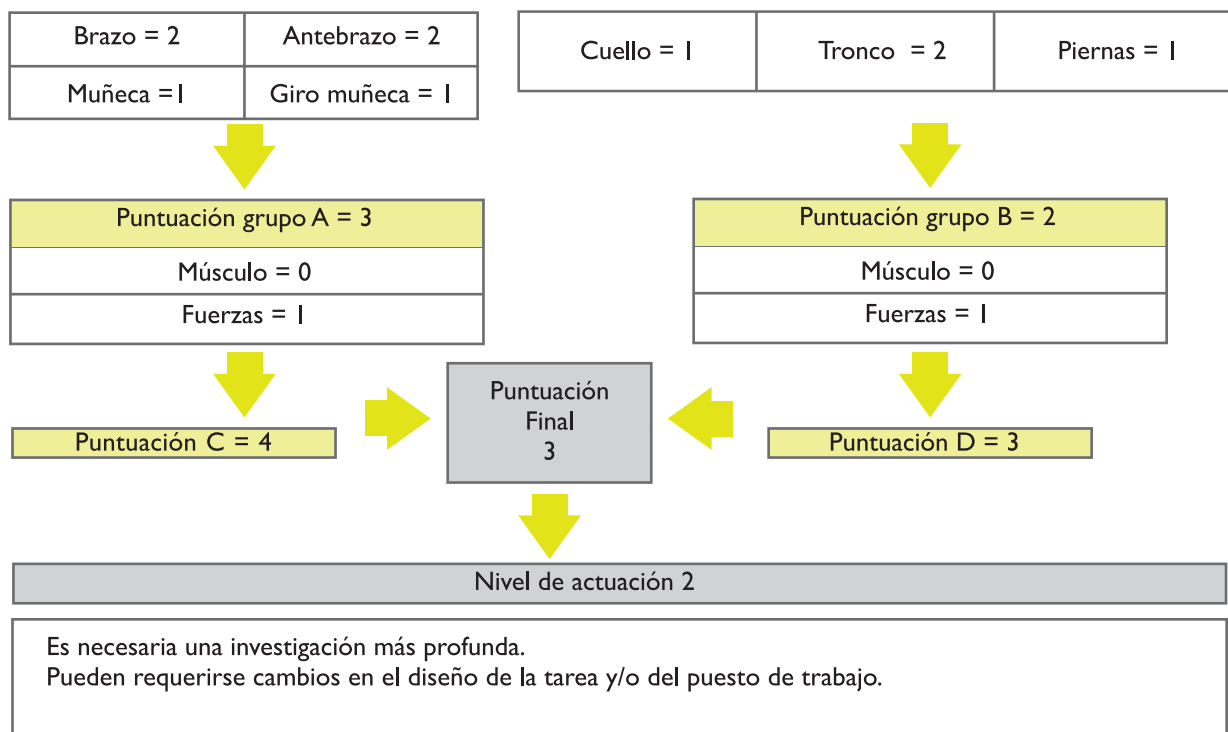 Brazo = 2
Antebrazo = 2
Muñeca =1
Giro muñeca = 1
Cuello = 1
Tronco = 2
Piernas = 1
Puntuación grupo A = 3
Músculo = 0
Fuerzas = 1
Puntuación grupo B = 2
Músculo = 0
Fuerzas = 1
Puntuación C = 4
Puntuación
Final
3
Puntuación D = 3
Nivel de actuación 2
Es necesaria una investigación más profunda.
Pueden requerirse cambios en el diseño de la tarea y/o del puesto de trabajo.